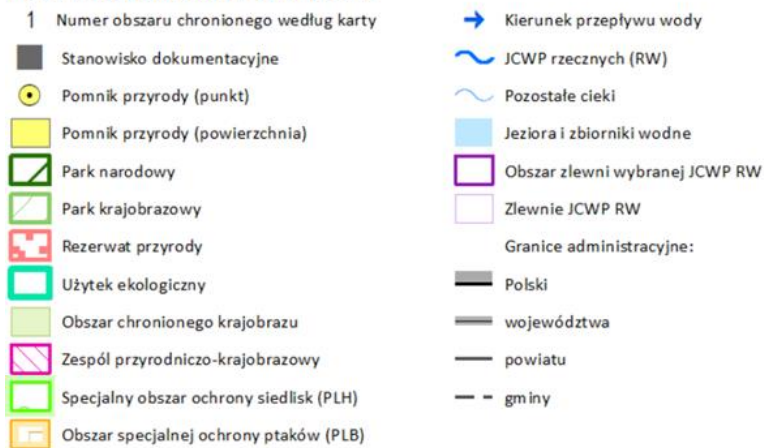 1 Numer obszaru chronionego według karty
Stanowisko dokumentacyjne
Pomnik przyrody (punkt)
Pomnik przyrody (powierzchnia)
Park narodowy
Park krajobrazowy
Rezerwat przyrody
Użytek ekologiczny
Obszar chronionego krajobrazu
Zespól przyrodniczo-krajobrazowy
Specjalny obszar ochrony siedlisk (PLH)
Obszar specjalnej ochrony ptaków (PLB)
Kierunek przepływu wody
JCWP rzecznych (RW)
Pozostałe cieki
Jeziora i zbiorniki wodne
Obszar zlewni wybranej JCWP RW
Zlewnie JCWP RW
Granice administracyjne:
Polski
województwa
powiatu
gminy